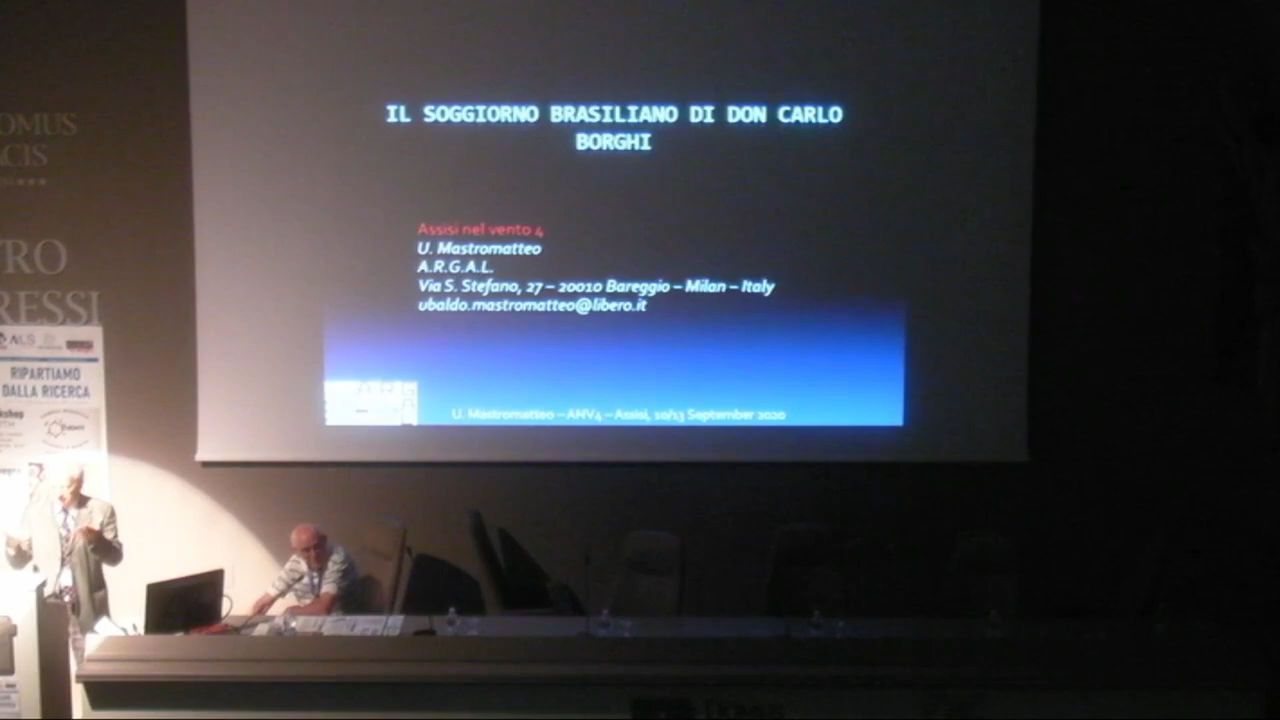 IL SOGGIORNO BRASILIANO DI DON CARLO
BORGHI
Assisi nel vento 4
U. Mastromatteo
A.R.G.A.L.
Via S. Stefano, 27 – 20010 Bareggio – Milan – Italy
ubaldo.mastromatteo@libero.it
U. Mastromatteo – ANV4 – Assisi, 10/13 September 2020
OMUS
ACIS
TRO
RESSI
RIPARTIAMO
DALLA RICERCA